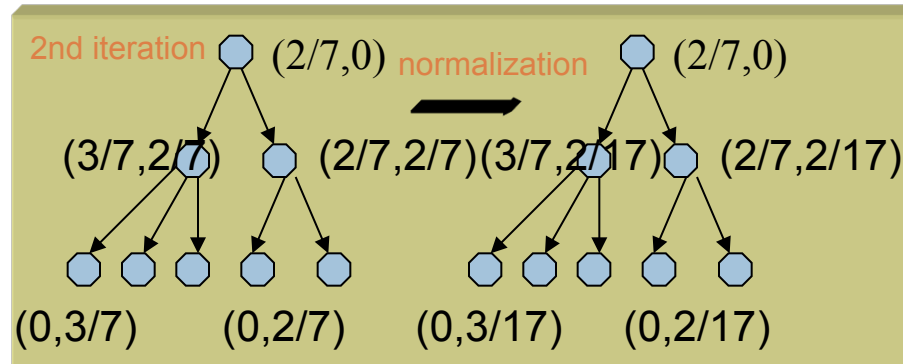 2nd iteration (2/7,0) normalization (2/7,0)
(3/7,2/7) (2/7,2/7)(3/7,2/17) (2/7,2/17)
(0,3/7) (0,2/7) (0,3/17) (0,2/17)